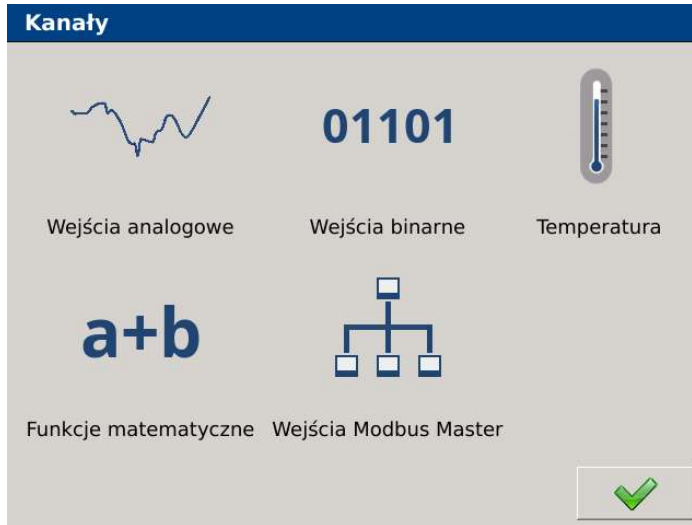 Kanały
01101
Wejścia analogowe
Wejścia binarne
Temperatura
a+b
Funkcje matematyczne
Wejścia Modbus Master